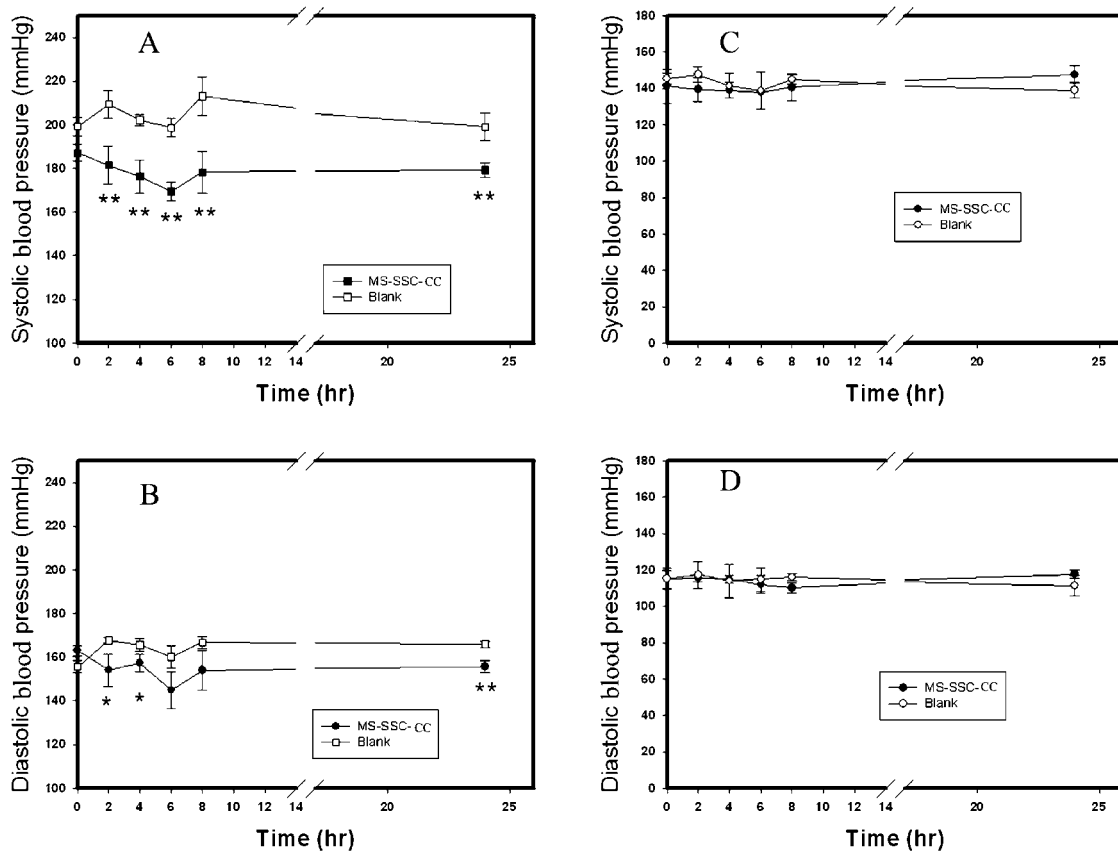 A
Systolic blood pressure (mmHg)
240
220
200
180
160
140
120
100
** ** ** ** **
MS-SSC-CC
Blank
0 2 4 6 8 10 12 14 20 25
Time (hr)
C
Systolic blood pressure (mmHg)
180
160
140
120
100
80
60
40
20
0
MS-SSC-CC
Blank
0 2 4 6 8 10 12 14 20 25
Time (hr)
B
Diastolic blood pressure (mmHg)
240
220
200
180
160
140
120
100
* * **
MS-SSC-CC
Blank
0 2 4 6 8 10 12 14 20 25
Time (hr)
D
Diastolic blood pressure (mmHg)
180
160
140
120
100
80
60
40
20
0
MS-SSC-CC
Blank
0 2 4 6 8 10 12 14 20 25
Time (hr)